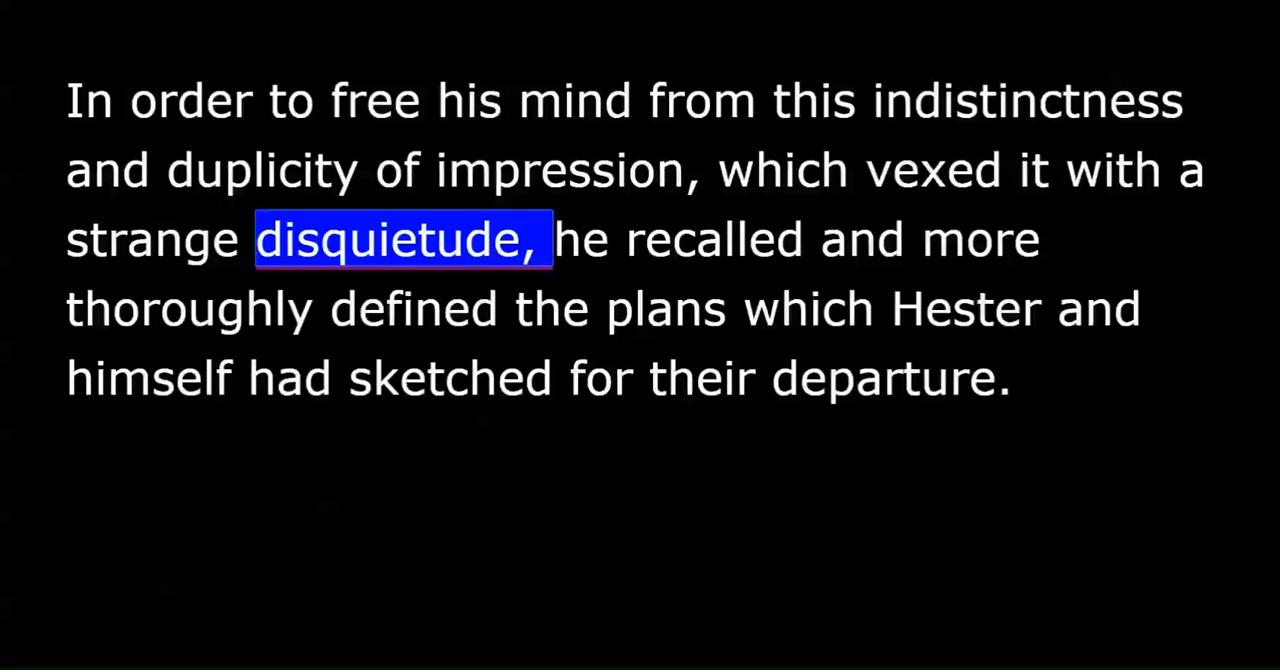 In order to free his mind from this indistinctness
and duplicity of impression, which vexed it with a
strange disquietude, he recalled and more
thoroughly defined the plans which Hester and
himself had sketched for their departure.